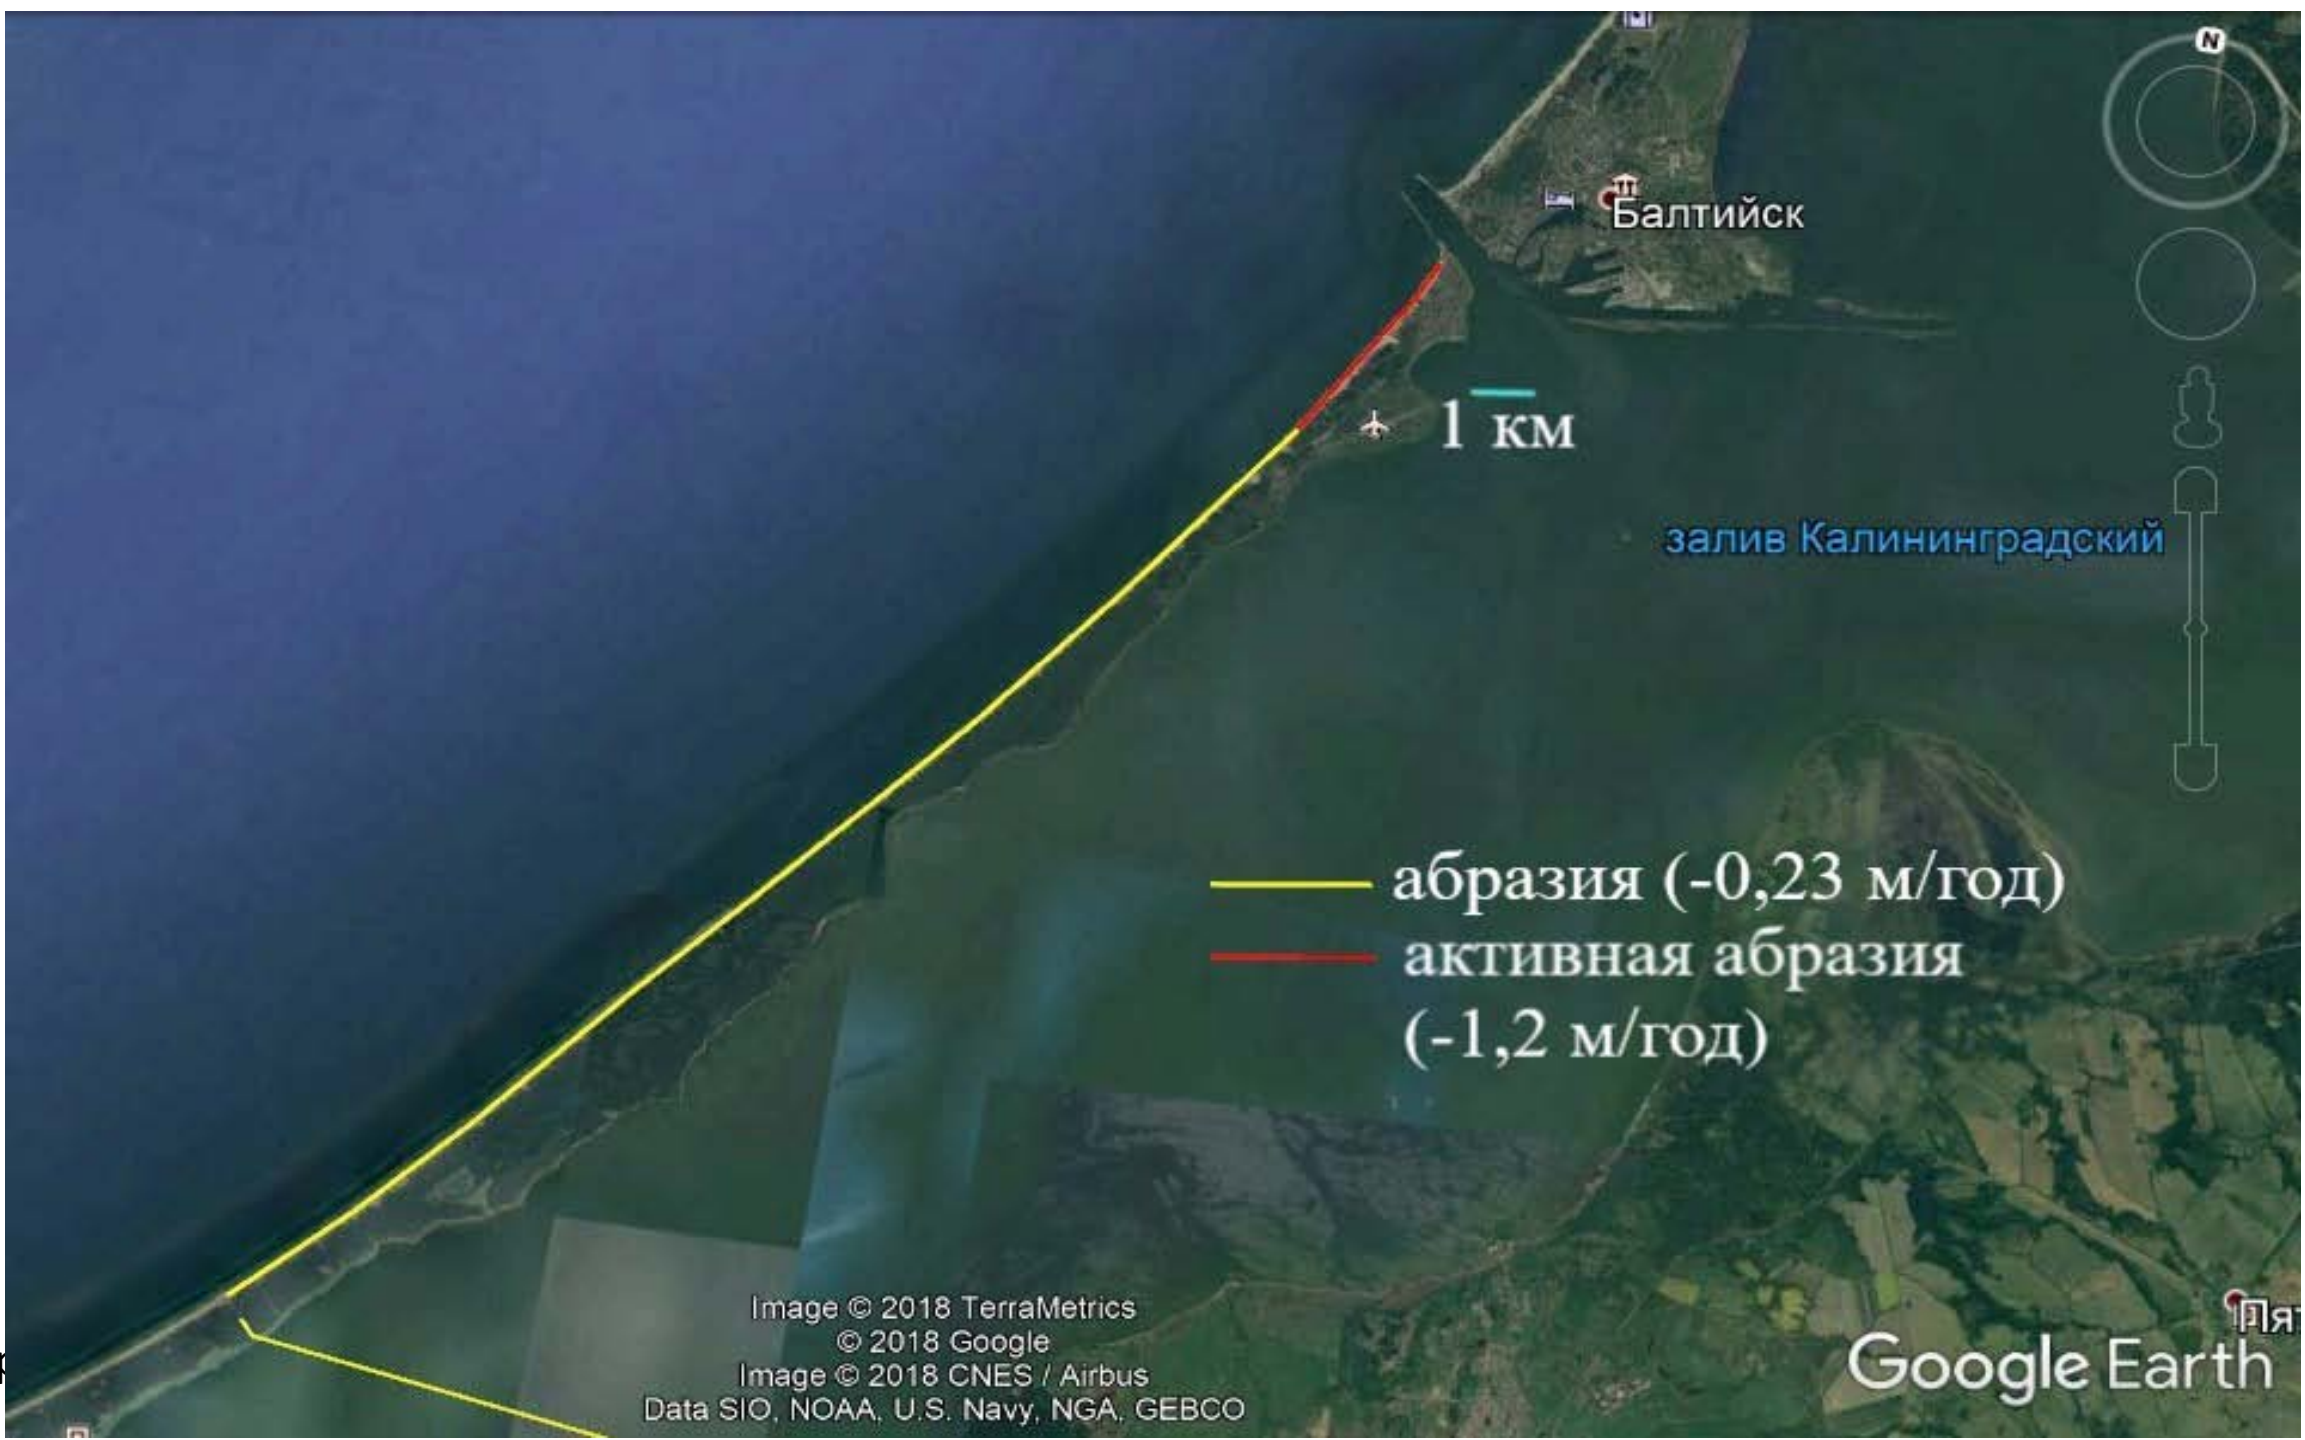 N
Балтийск
1 км
залив Калининградский
абразия (-0,23 м/год)
активная абразия
(-1,2 м/год)
Image © 2018 TerraMetrics
© 2018 Google
Image © 2018 CNES / Airbus
Data SIO, NOAA, U.S. Navy, NGA, GEBCO
Пят
Google Earth